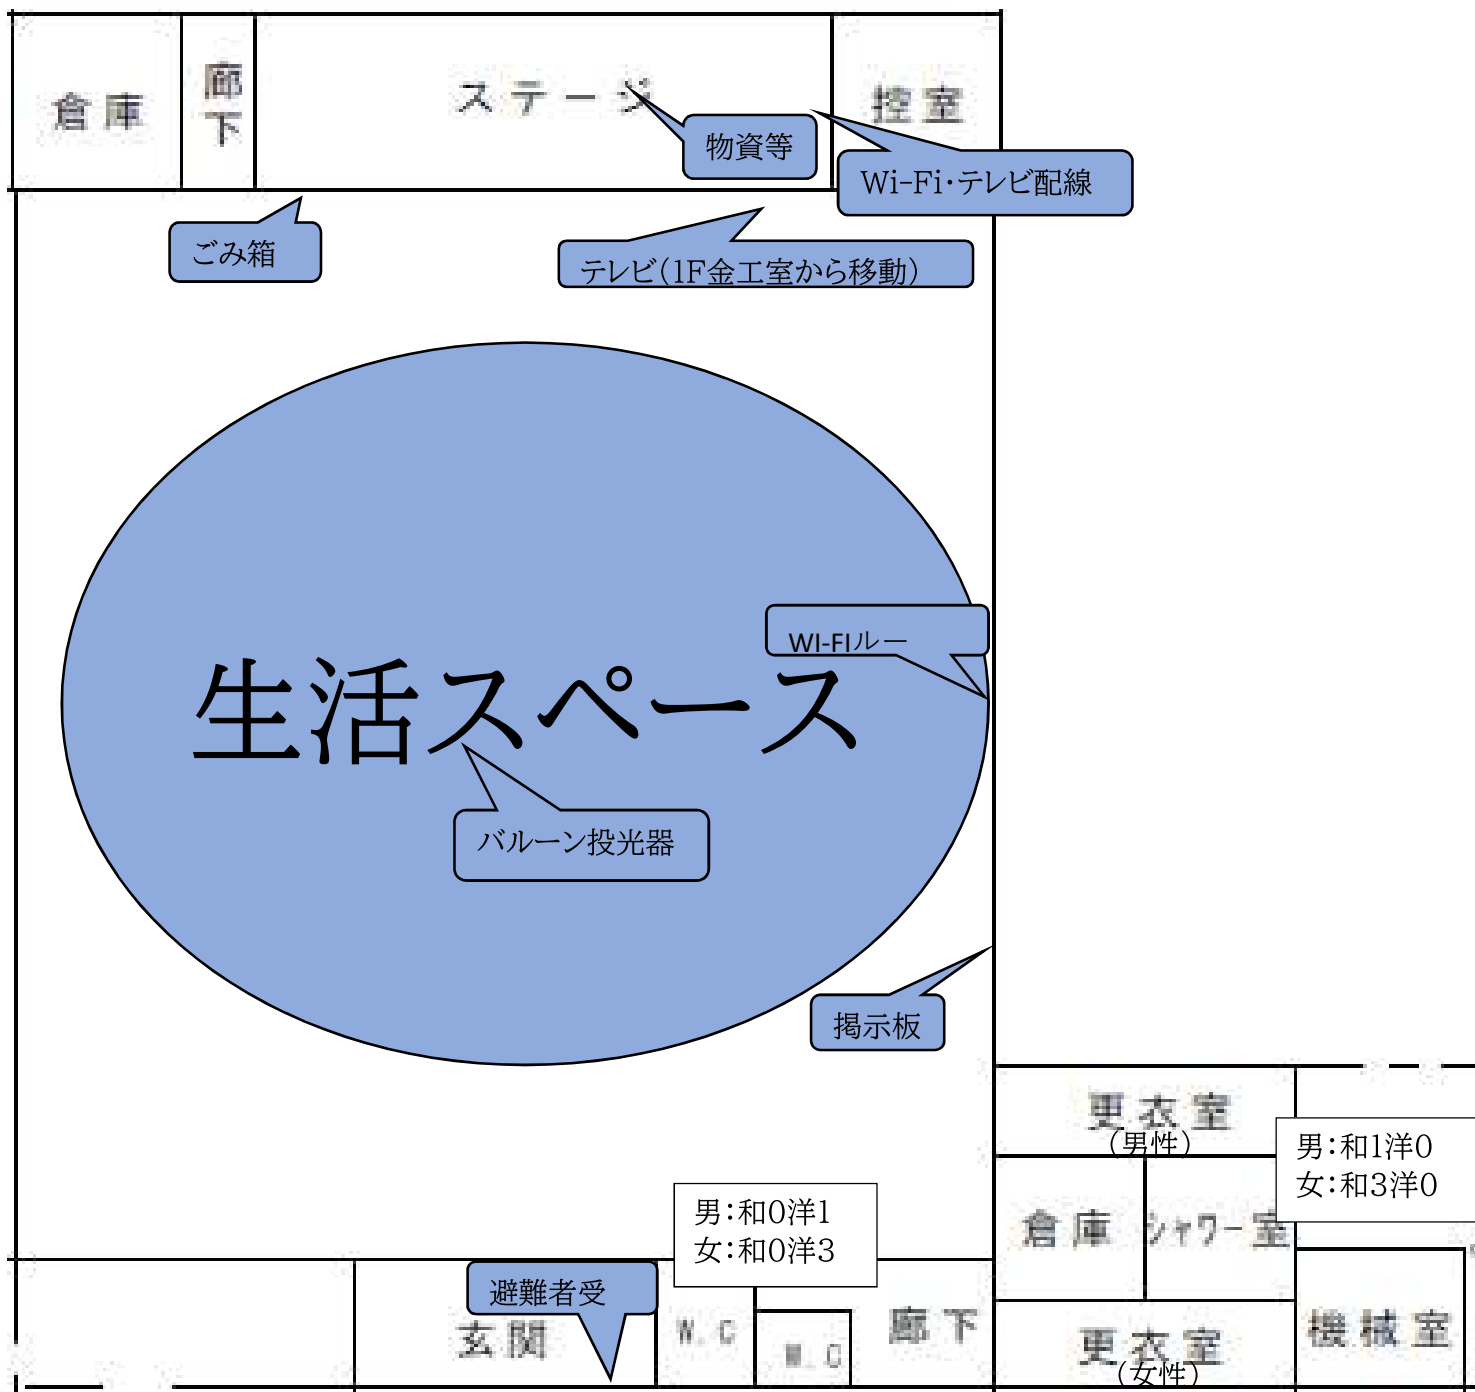 倉庫
廊下
ステージ
控室
物資等
Wi-Fi・テレビ配線
ごみ箱
テレビ（1F金工室から移動）
WI-FIルー
生活スペース
バルーン投光器
掲示板
更衣室
（男性）
男：和1洋0
女：和3洋0
男：和0洋1
女：和0洋3
倉庫
シャワー室
避難者受
玄関
W.C
W.C
廊下
更衣室
（女性）
機械室